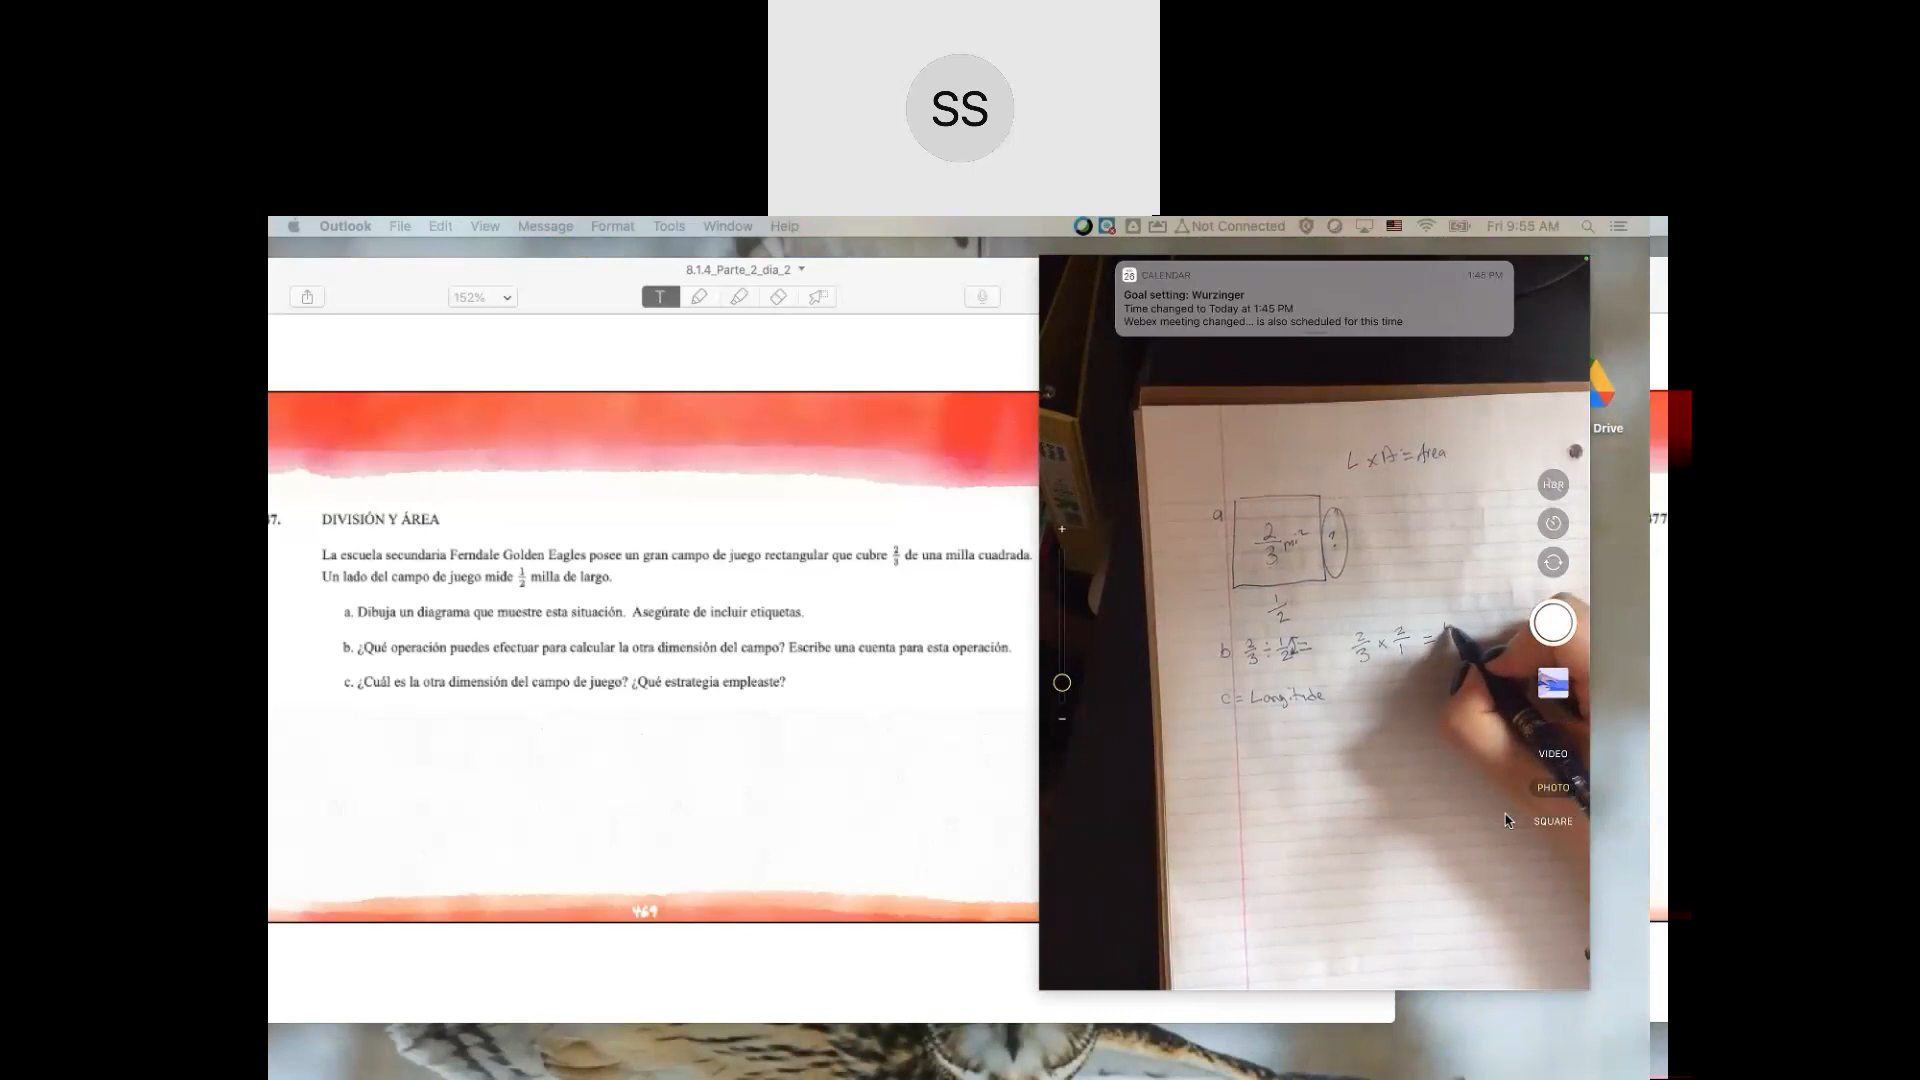 SS
Outlook File Edit View Message Format Tools Window Help Not Connected Fri 9:55 AM
8.1.4_Parte_2_dia_2
152%
T
CALENDAR 1:45 PM
Goal setting: Wurzinger
Time changed to Today at 1:45 PM
Webex meeting changed... is also scheduled for this time
Drive
7. DIVISIÓN Y ÁREA
La escuela secundaria Ferndale Golden Eagles posee un gran campo de juego rectangular que cubre 2/3 de una milla cuadrada.
Un lado del campo de juego mide 1/2 milla de largo.
a. Dibuja un diagrama que muestre esta situación. Asegúrate de incluir etiquetas.
b. ¿Qué operación puedes efectuar para calcular la otra dimensión del campo? Escribe una cuenta para esta operación.
c. ¿Cuál es la otra dimensión del campo de juego? ¿Qué estrategia empleaste?
469
L x A = Area
a 2/3 mi² ?
1/2
b 2/3 ÷ 1/2 = 2/3 x 2/1 =
c = Longitude
HDR
VIDEO
PHOTO
SQUARE
77